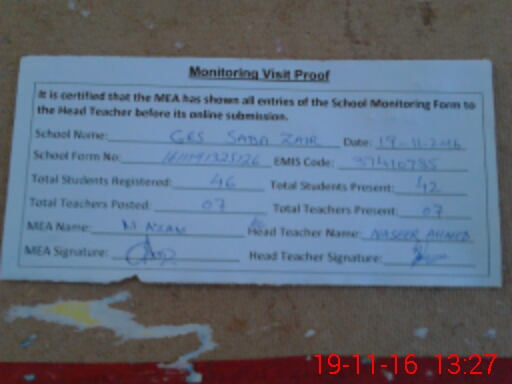 Monitoring Visit Proof
It is certified that the MEA has shown all entries of the School Monitoring Form to
the Head Teacher before its online submission.
School Name: GES SABA ZAIR Date: 19-11-2016
School Form No: EMIS Code:
Total Students Registered: 46 Total Students Present: 42
Total Teachers Posted: 07 Total Teachers Present: 07
MEA Name: M AZAM Head Teacher Name: NASEER AHMED
MEA Signature: Head Teacher Signature:
19-11-16 13:27